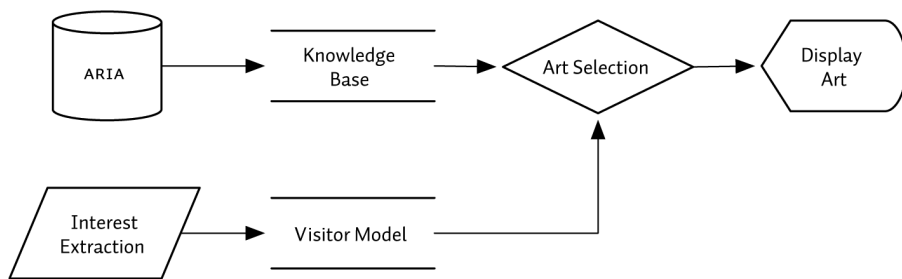 ARIA
Knowledge
Base
Art Selection
Display
Art
Interest
Extraction
Visitor Model